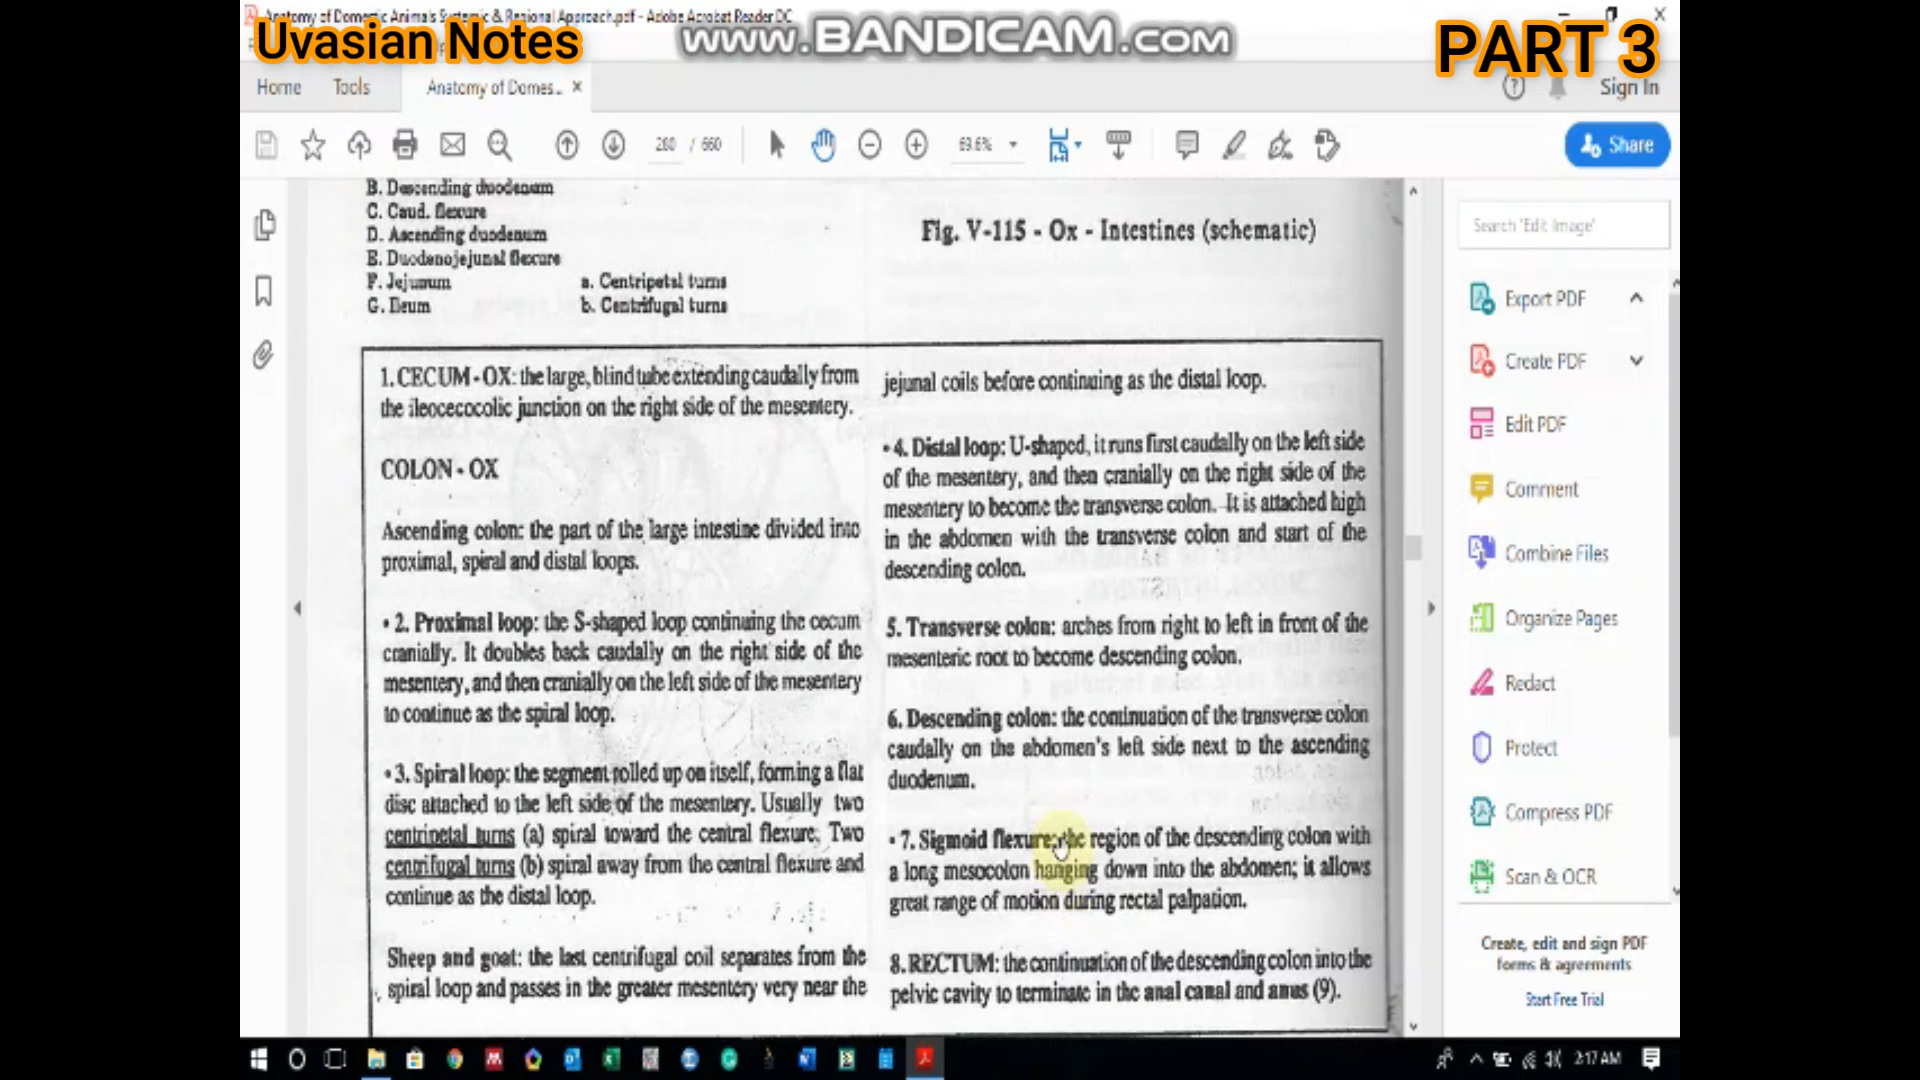 Anatomy of Domestic Animals Systemic & Regional Approach.pdf - Adobe Acrobat Reader DC
Uvasian Notes
www.BANDICAM.com
PART 3
Home
Tools
Anatomy of Domes...
Sign In
/ 660
69.6%
Share
B. Descending duodenum
C. Caud. flexure
D. Ascending duodenum
E. Duodenojejunal flexure
F. Jejunum
G. Ileum
a. Centripetal turns
b. Centrifugal turns
Fig. V-115 - Ox - Intestines (schematic)
1. CECUM - OX: the large, blind tube extending caudally from
the ileocecocolic junction on the right side of the mesentery.
COLON - OX
Ascending colon: the part of the large intestine divided into
proximal, spiral and distal loops.
• 2. Proximal loop: the S-shaped loop continuing the cecum
cranially. It doubles back caudally on the right side of the
mesentery, and then cranially on the left side of the mesentery
to continue as the spiral loop.
• 3. Spiral loop: the segment rolled up on itself, forming a flat
disc attached to the left side of the mesentery. Usually two
centripetal turns (a) spiral toward the central flexure. Two
centrifugal turns (b) spiral away from the central flexure and
continue as the distal loop.
Sheep and goat: the last centrifugal coil separates from the
spiral loop and passes in the greater mesentery very near the
jejunal coils before continuing as the distal loop.
• 4. Distal loop: U-shaped, it runs first caudally on the left side
of the mesentery, and then cranially on the right side of the
mesentery to become the transverse colon. It is attached high
in the abdomen with the transverse colon and start of the
descending colon.
5. Transverse colon: arches from right to left in front of the
mesenteric root to become descending colon.
6. Descending colon: the continuation of the transverse colon
caudally on the abdomen's left side next to the ascending
duodenum.
• 7. Sigmoid flexure: the region of the descending colon with
a long mesocolon hanging down into the abdomen; it allows
great range of motion during rectal palpation.
8. RECTUM: the continuation of the descending colon into the
pelvic cavity to terminate in the anal canal and anus (9).
Search 'Edit Image'
Export PDF
Create PDF
Edit PDF
Comment
Combine Files
Organize Pages
Redact
Protect
Compress PDF
Scan & OCR
Create, edit and sign PDF
forms & agreements
Start Free Trial
2:17 AM